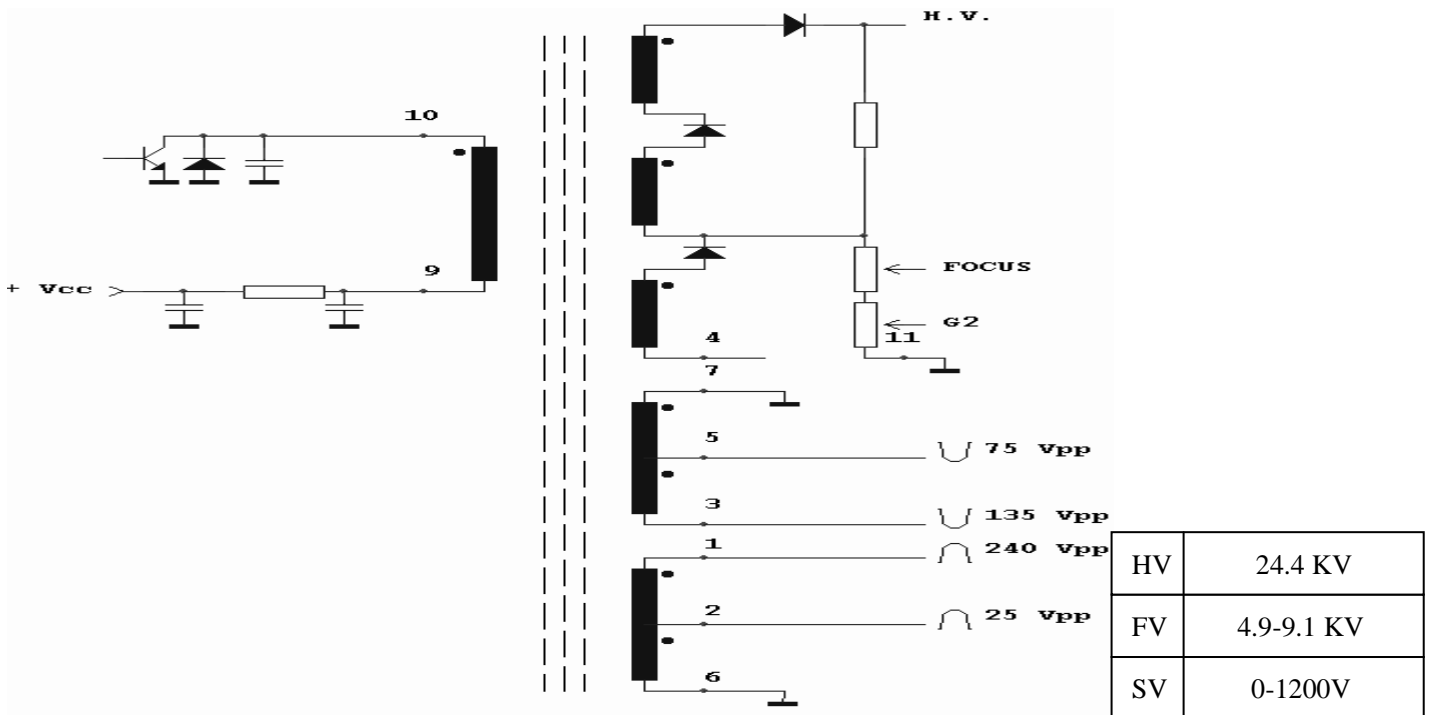 H.V.
10
9
+ Vcc
FOCUS
G2
4
11
7
5
75 Vpp
3
135 Vpp
1
240 Vpp
2
25 Vpp
6
HV 24.4 KV
FV 4.9-9.1 KV
SV 0-1200V